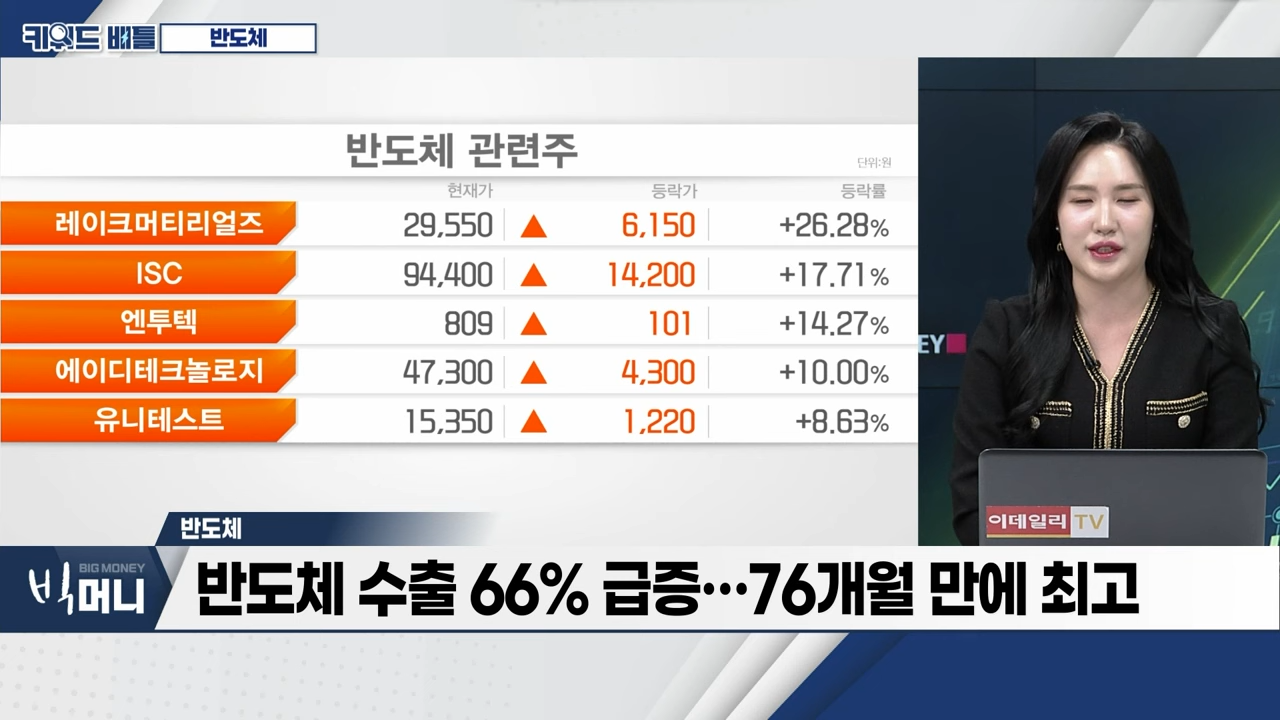 키워드 배틀 반도체
반도체 관련주
단위:원
현재가 등락가 등락률
레이크머티리얼즈 29,550 ▲ 6,150 +26.28%
ISC 94,400 ▲ 14,200 +17.71%
엔투텍 809 ▲ 101 +14.27%
에이디테크놀로지 47,300 ▲ 4,300 +10.00%
유니테스트 15,350 ▲ 1,220 +8.63%
EY
이데일리 TV
반도체
BIG MONEY
빅머니
반도체 수출 66% 급증…76개월 만에 최고